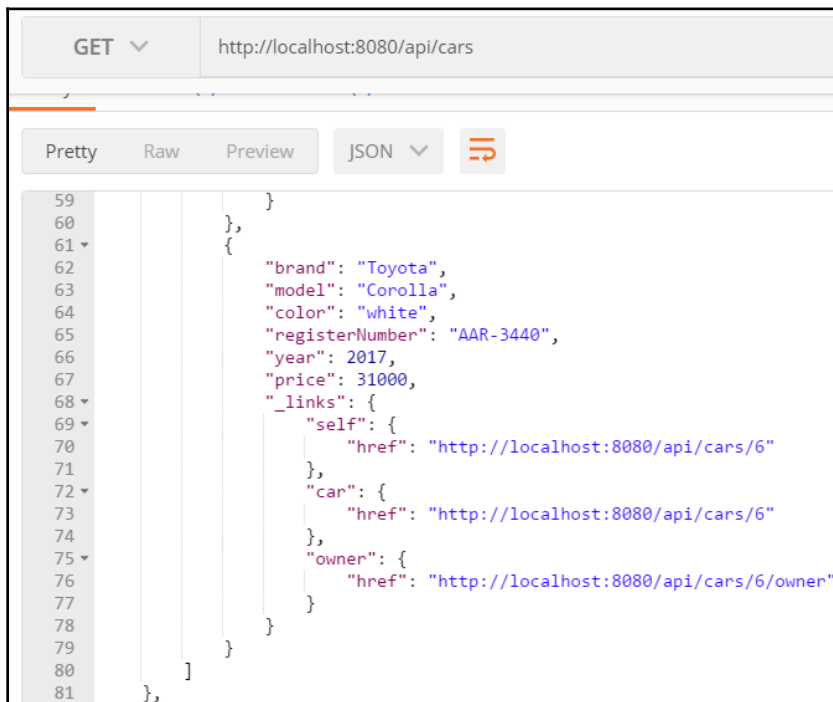 GET http://localhost:8080/api/cars
Pretty Raw Preview JSON
59 }
60 },
61 {
62 "brand": "Toyota",
63 "model": "Corolla",
64 "color": "white",
65 "registerNumber": "AAR-3440",
66 "year": 2017,
67 "price": 31000,
68 "_links": {
69 "self": {
70 "href": "http://localhost:8080/api/cars/6"
71 },
72 "car": {
73 "href": "http://localhost:8080/api/cars/6"
74 },
75 "owner": {
76 "href": "http://localhost:8080/api/cars/6/owner"
77 }
78 }
79 }
80 ]
81 },